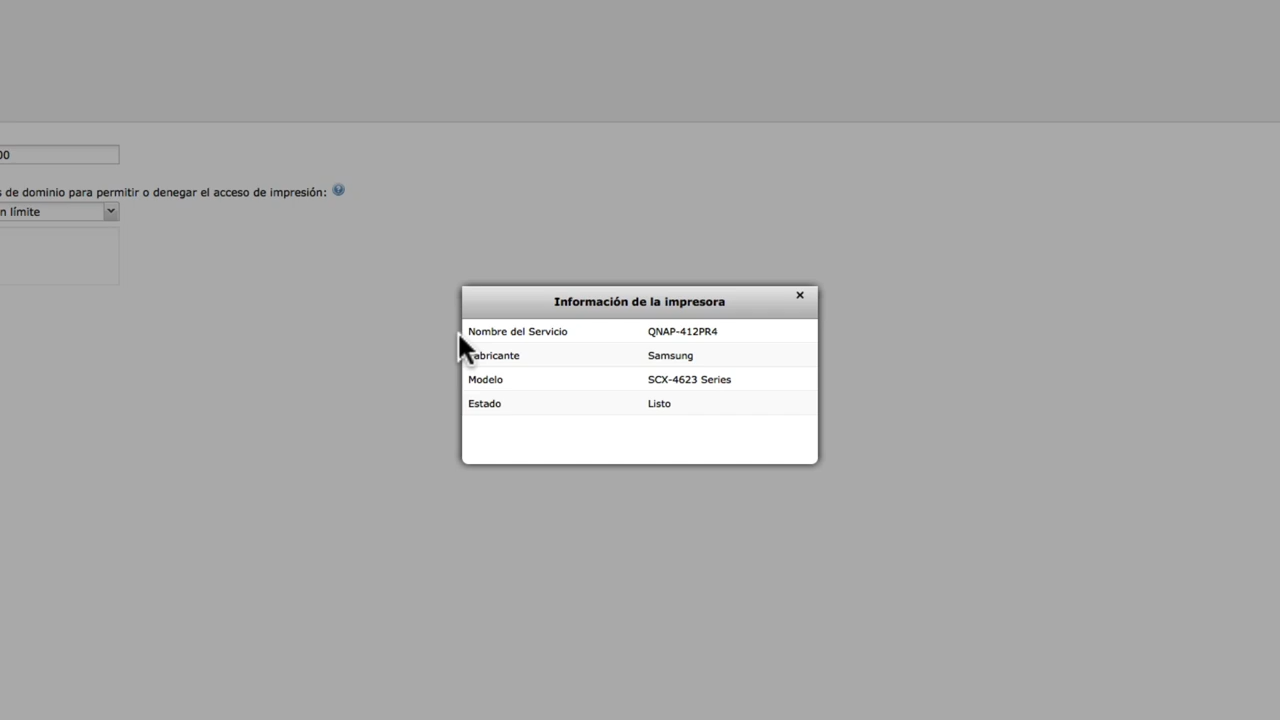 00
s de dominio para permitir o denegar el acceso de impresión:
n límite
Información de la impresora
Nombre del Servicio QNAP-412PR4
abricante Samsung
Modelo SCX-4623 Series
Estado Listo